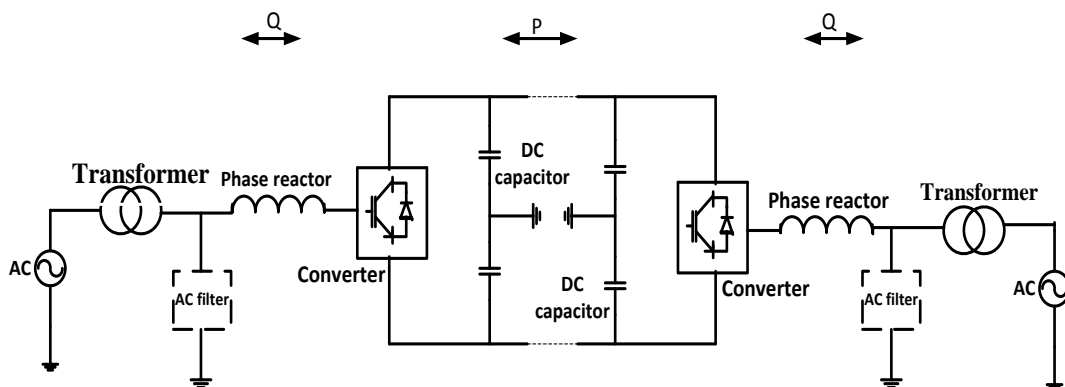 Q
P
Q
Transformer
Phase reactor
DC
capacitor
Phase reactor
Transformer
AC
AC filter
Converter
DC
capacitor
Converter
AC filter
AC